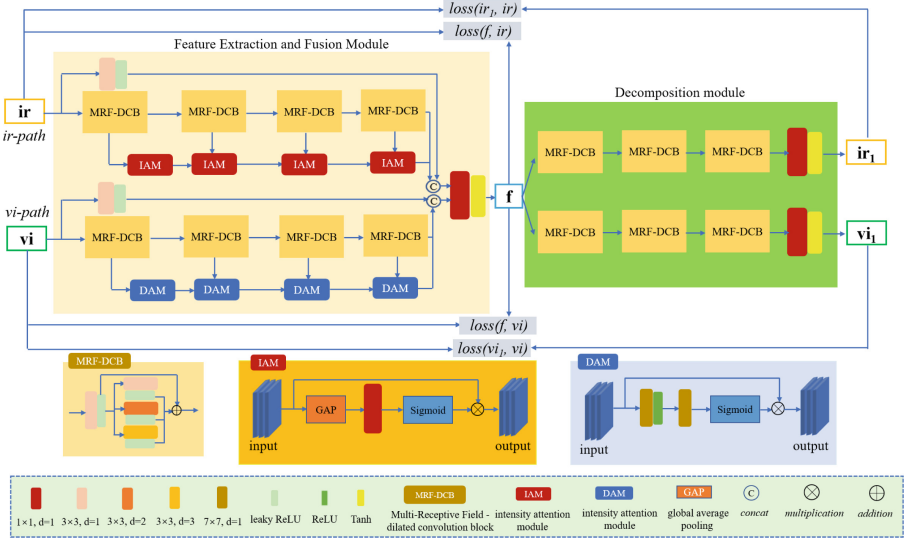 loss(ir1, ir)
loss(f, ir)
Feature Extraction and Fusion Module
Decomposition module
ir
ir-path
MRF-DCB
MRF-DCB
MRF-DCB
MRF-DCB
IAM
IAM
IAM
IAM
C
C
vi-path
vi
MRF-DCB
MRF-DCB
MRF-DCB
MRF-DCB
DAM
DAM
DAM
DAM
f
MRF-DCB
MRF-DCB
MRF-DCB
ir1
MRF-DCB
MRF-DCB
MRF-DCB
vi1
loss(f, vi)
loss(vi1, vi)
MRF-DCB
IAM
GAP
Sigmoid
input
output
DAM
Sigmoid
input
output
1×1, d=1
3×3, d=1
3×3, d=2
3×3, d=3
7×7, d=1
leaky ReLU
ReLU
Tanh
MRF-DCB
Multi-Receptive Field -
dilated convolution block
IAM
intensity attention
module
DAM
intensity attention
module
GAP
global average
pooling
C
concat
multiplication
addition